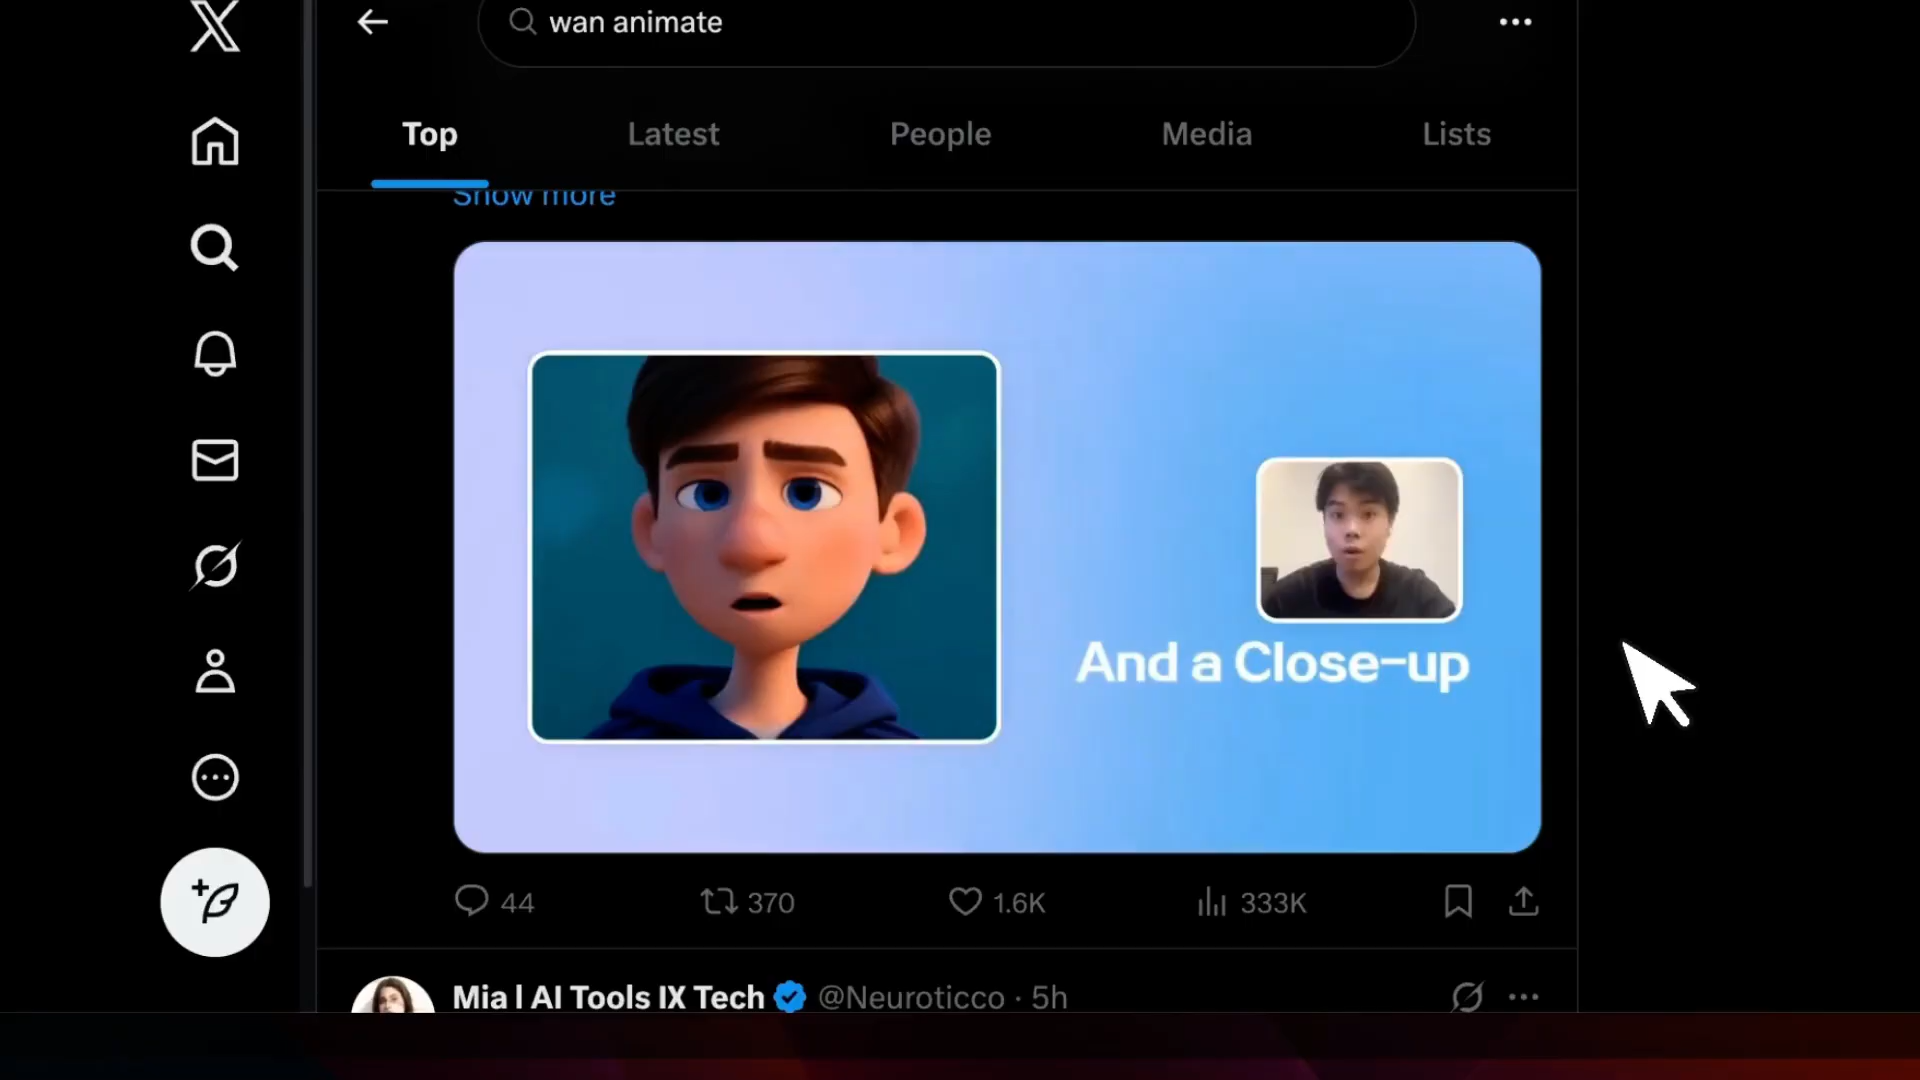 wan animate
Top Latest People Media Lists
Show more
And a Close-up
44 370 1.6K 333K
Mia l AI Tools IX Tech @Neuroticco · 5h